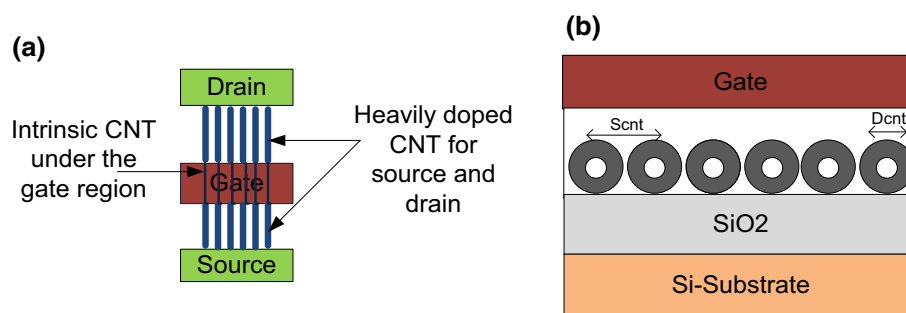 (a)
Drain
Intrinsic CNT
under the
gate region
Gate
Heavily doped
CNT for
source and
drain
Source
(b)
Gate
Scnt
Dcnt
SiO2
Si-Substrate